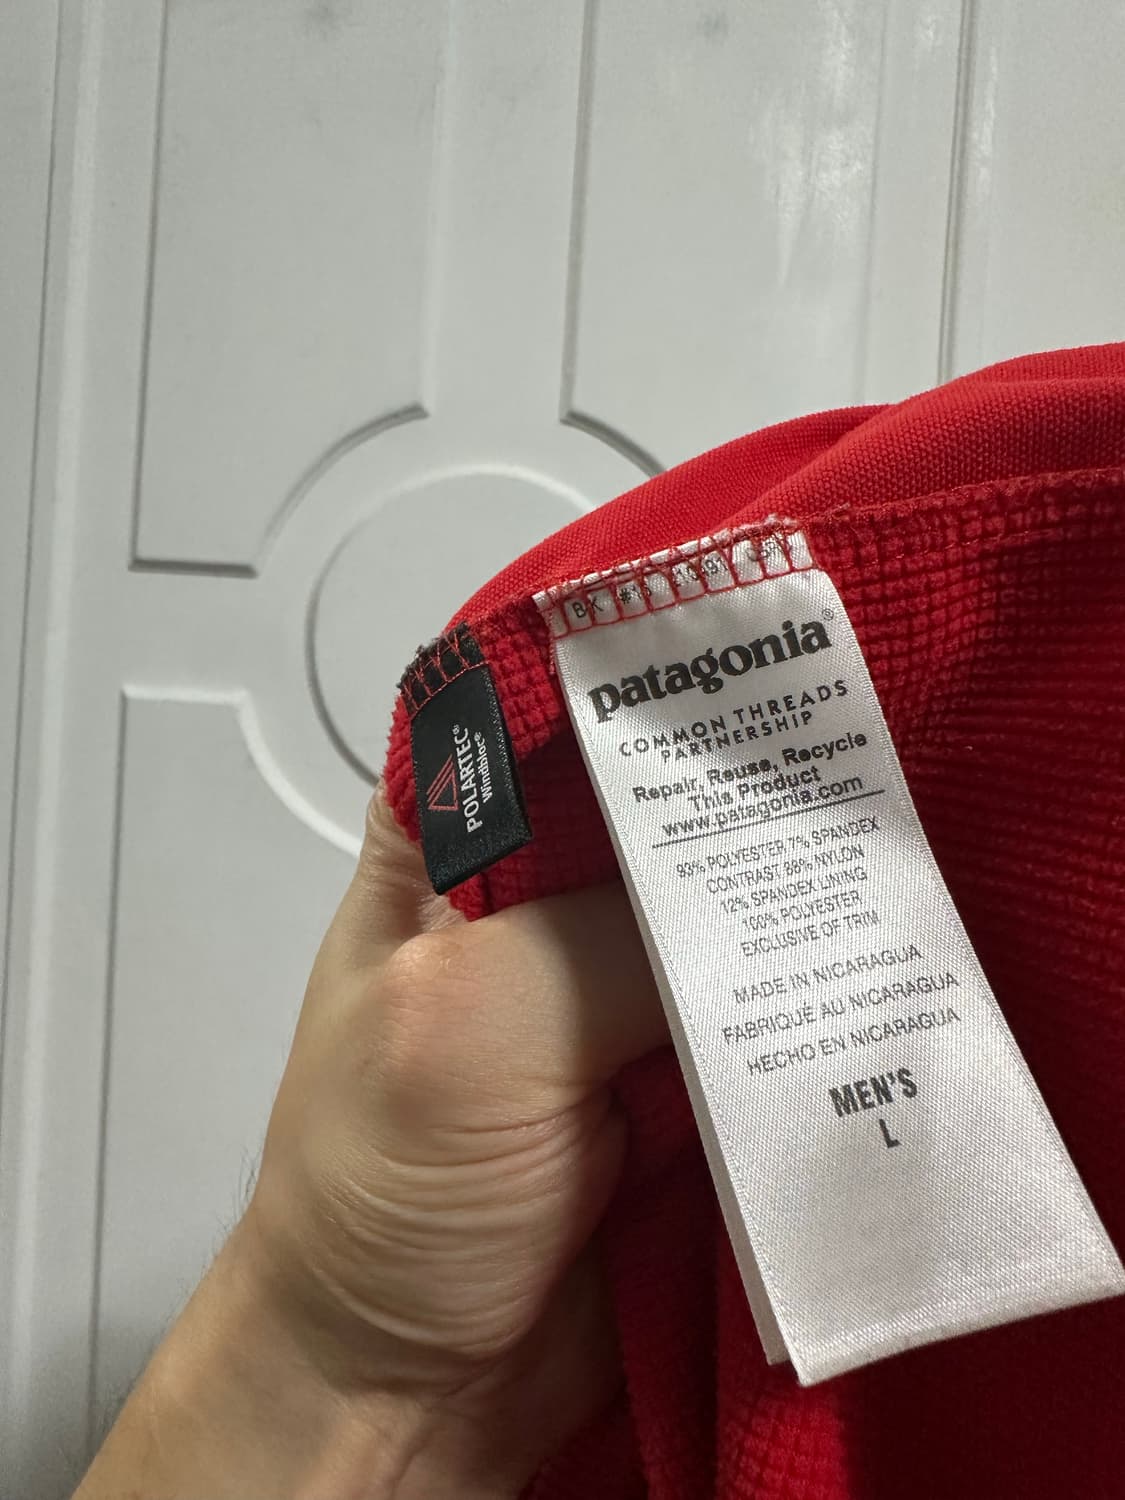 POLARTEC®
Windbloc®
BK #15
patagonia®
COMMON THREADS
PARTNERSHIP
Repair, Reuse, Recycle
This Product
www.patagonia.com
93% POLYESTER 7% SPANDEX
CONTRAST 88% NYLON
12% SPANDEX LINING
100% POLYESTER
EXCLUSIVE OF TRIM
MADE IN NICARAGUA
FABRIQUÉ AU NICARAGUA
HECHO EN NICARAGUA
MEN'S
L